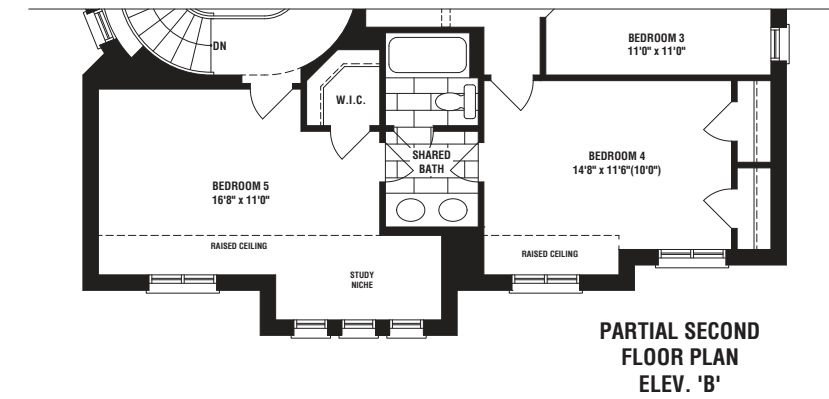 DN
BEDROOM 3
11'0" x 11'0"
W.I.C.
SHARED
BATH
BEDROOM 4
14'8" x 11'6"(10'0")
BEDROOM 5
16'8" x 11'0"
RAISED CEILING
RAISED CEILING
STUDY
NICHE
PARTIAL SECOND
FLOOR PLAN
ELEV. 'B'